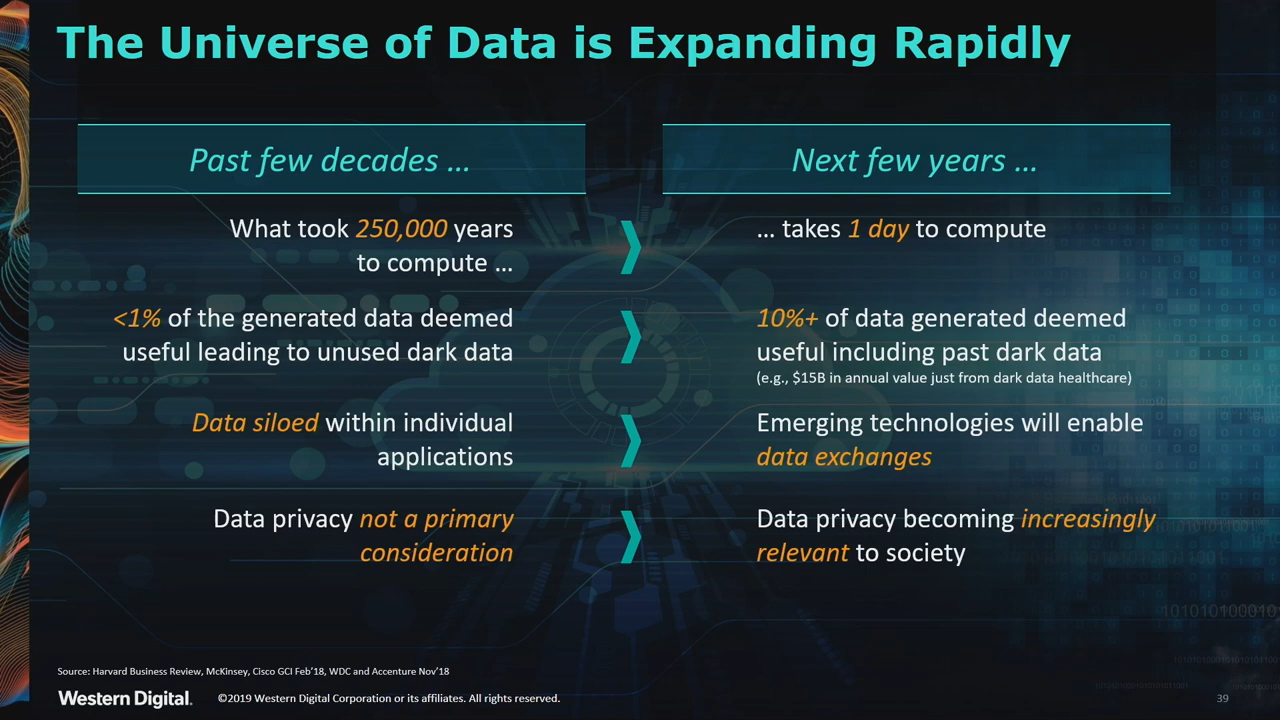 The Universe of Data is Expanding Rapidly
Past few decades …
Next few years …
What took 250,000 years
to compute …
… takes 1 day to compute
<1% of the generated data deemed
useful leading to unused dark data
10%+ of data generated deemed
useful including past dark data
(e.g., $15B in annual value just from dark data healthcare)
Data siloed within individual
applications
Emerging technologies will enable
data exchanges
Data privacy not a primary
consideration
Data privacy becoming increasingly
relevant to society
Source: Harvard Business Review, McKinsey, Cisco GCI Feb’18, WDC and Accenture Nov’18
Western Digital.
©2019 Western Digital Corporation or its affiliates. All rights reserved.
39